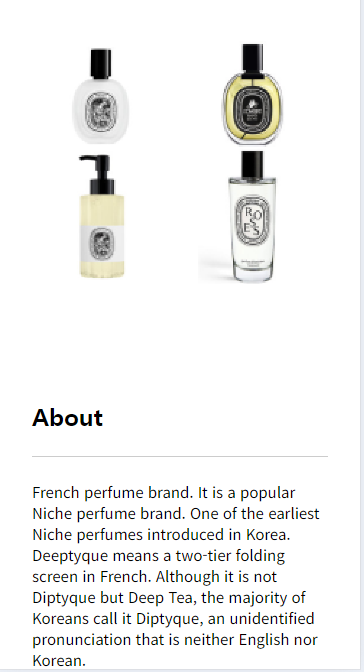 ROSES
About
French perfume brand. It is a popular
Niche perfume brand. One of the earliest
Niche perfumes introduced in Korea.
Deeptyque means a two-tier folding
screen in French. Although it is not
Diptyque but Deep Tea, the majority of
Koreans call it Diptyque, an unidentified
pronunciation that is neither English nor
Korean.